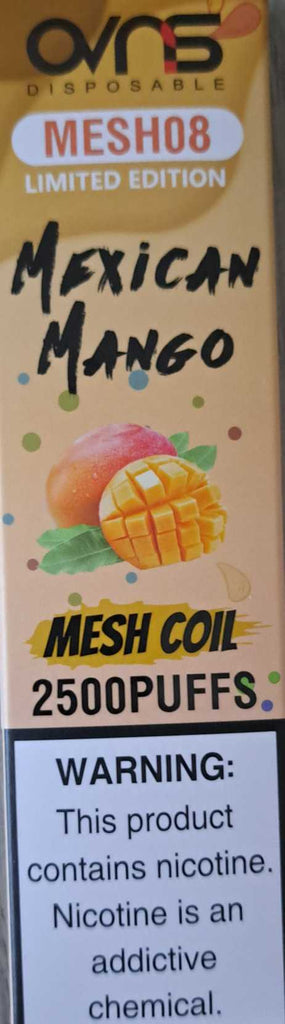 OVNS
DISPOSABLE
MESH08
LIMITED EDITION
MEXICAN
MANGO
MESH COIL
2500PUFFS
WARNING:
This product
contains nicotine.
Nicotine is an
addictive
chemical.